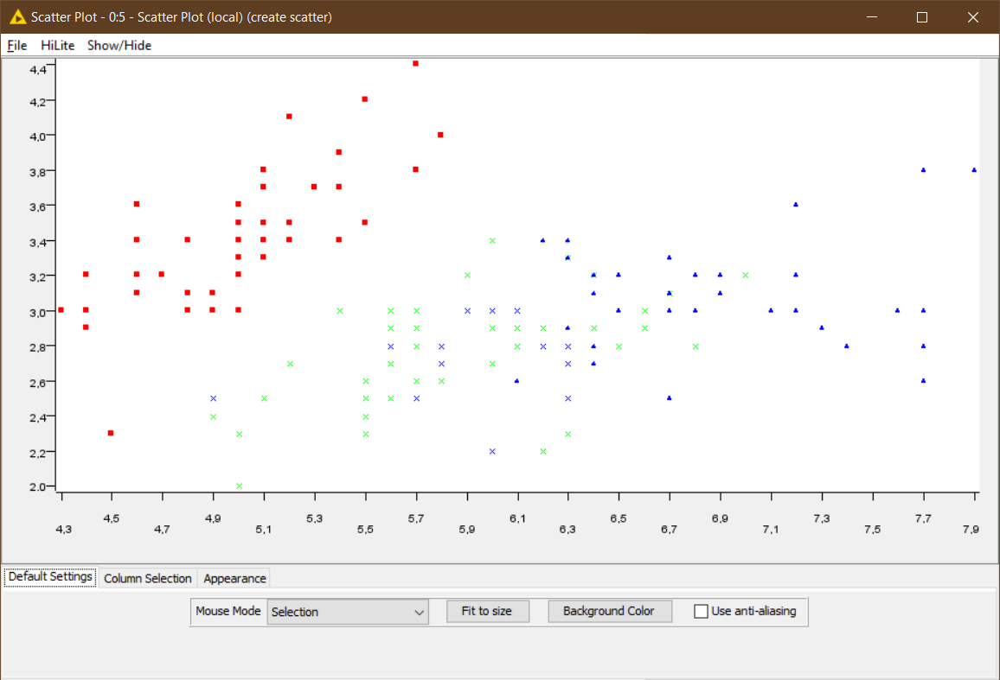 Scatter Plot - 0:5 - Scatter Plot (local) (create scatter)
File HiLite Show/Hide
4,4
4,2
4,0
3,8
3,6
3,4
3,2
3,0
2,8
2,6
2,4
2,2
2,0
4,3 4,5 4,7 4,9 5,1 5,3 5,5 5,7 5,9 6,1 6,3 6,5 6,7 6,9 7,1 7,3 7,5 7,7 7,9
Default Settings Column Selection Appearance
Mouse Mode Selection Fit to size Background Color Use anti-aliasing